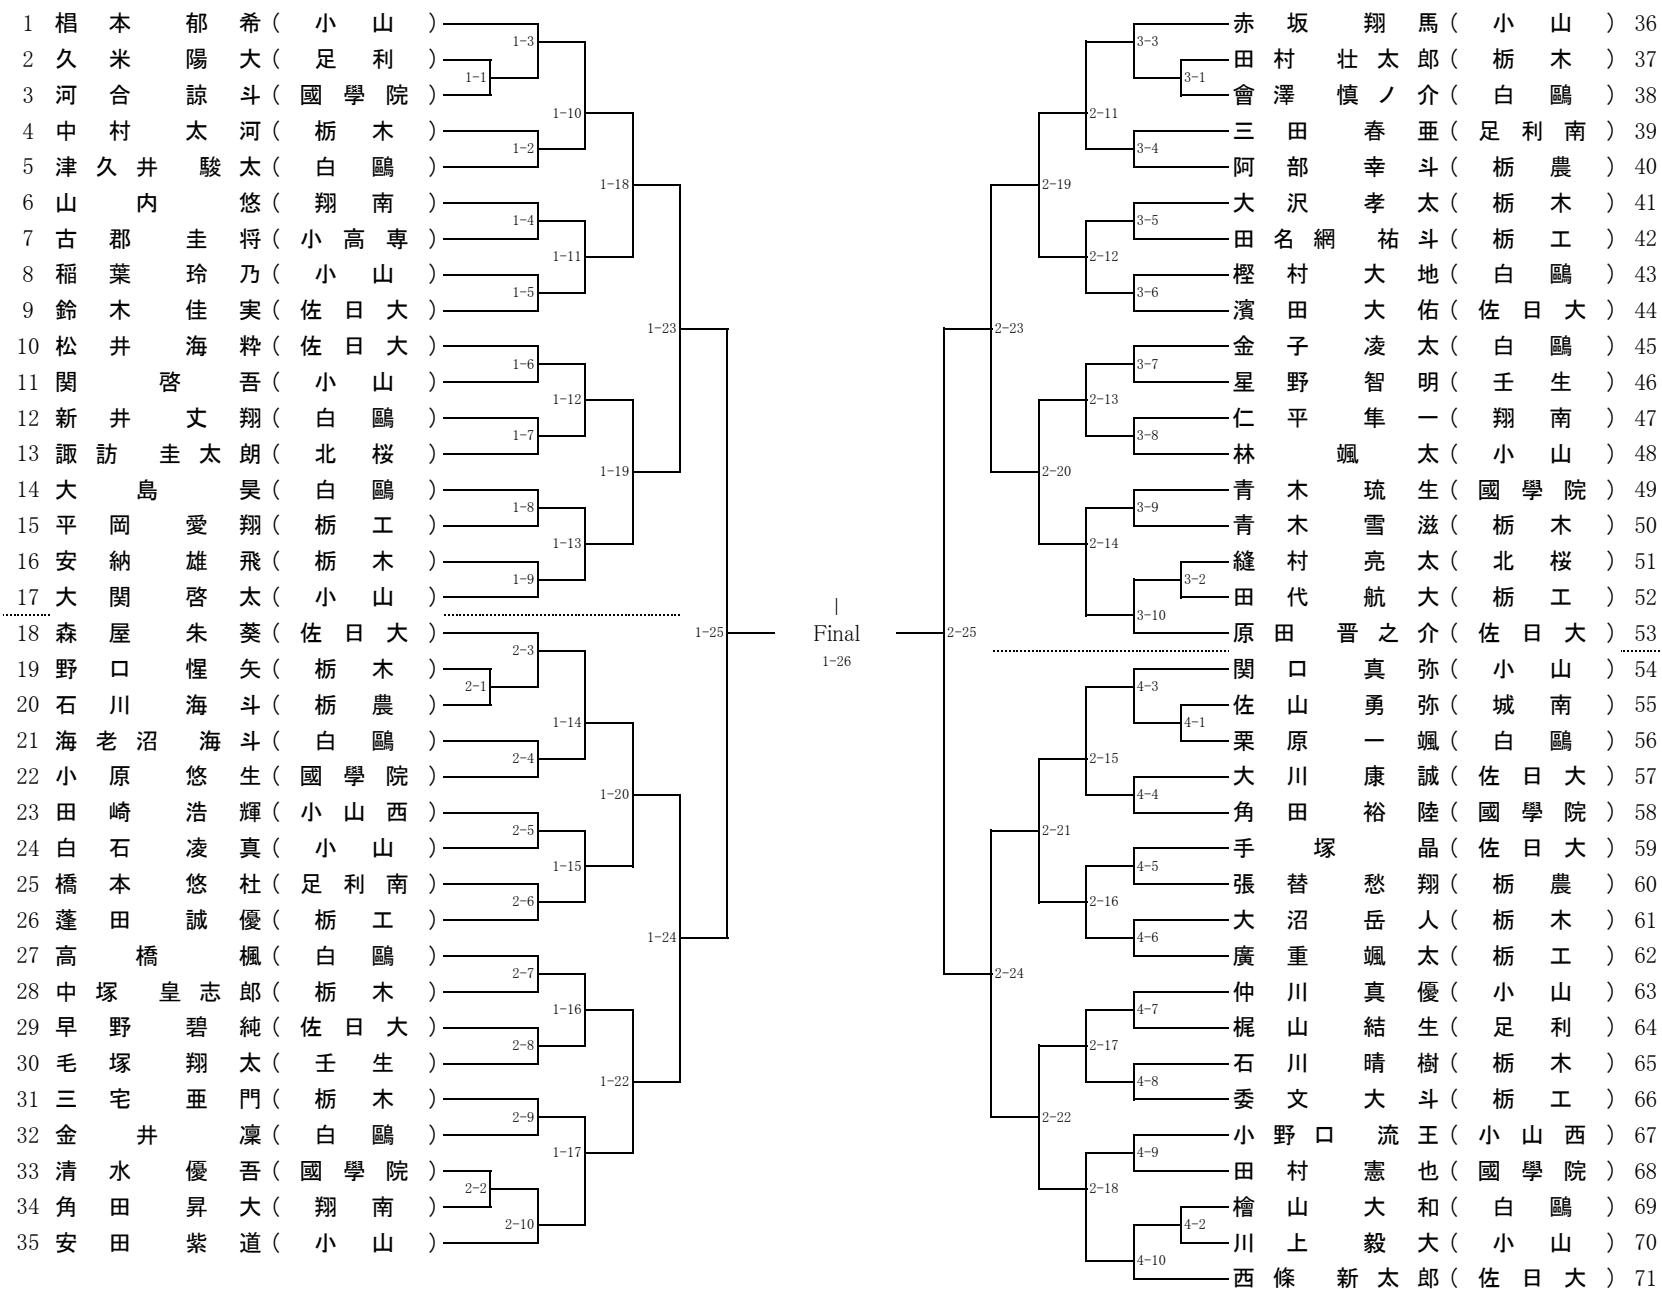 1 椙本 郁希 ( 小山 )
2 久米 陽大 ( 足利 )
3 河合 諒斗 ( 國學院 )
4 中村 太河 ( 栃木 )
5 津久井 駿太 ( 白鷗 )
6 山内 悠 ( 翔南 )
7 古郡 圭将 ( 小高専 )
8 稲葉 玲乃 ( 小山 )
9 鈴木 佳実 ( 佐日大 )
10 松井 海粋 ( 佐日大 )
11 関 啓吾 ( 小山 )
12 新井 丈翔 ( 白鷗 )
13 諏訪 圭太朗 ( 北桜 )
14 大島 昊 ( 白鷗 )
15 平岡 愛翔 ( 栃工 )
16 安納 雄飛 ( 栃木 )
17 大関 啓太 ( 小山 )
18 森屋 朱葵 ( 佐日大 )
19 野口 惺矢 ( 栃木 )
20 石川 海斗 ( 栃農 )
21 海老沼 海斗 ( 白鷗 )
22 小原 悠生 ( 國學院 )
23 田崎 浩輝 ( 小山西 )
24 白石 凌真 ( 小山 )
25 橋本 悠杜 ( 足利南 )
26 蓬田 誠優 ( 栃工 )
27 高橋 楓 ( 白鷗 )
28 中塚 皇志郎 ( 栃木 )
29 早野 碧純 ( 佐日大 )
30 毛塚 翔太 ( 壬生 )
31 三宅 亜門 ( 栃木 )
32 金井 凜 ( 白鷗 )
33 清水 優吾 ( 國學院 )
34 角田 昇大 ( 翔南 )
35 安田 紫道 ( 小山 )
1-3
1-1
1-10
1-2
1-18
1-4
1-11
1-5
1-23
1-6
1-12
1-7
1-19
1-8
1-13
1-9
1-25
2-3
2-1
1-14
2-4
1-20
2-5
1-15
2-6
1-24
2-7
1-16
2-8
1-22
2-9
1-17
2-2
2-10
|
Final
1-26
3-3
3-1
2-11
3-4
2-19
3-5
2-12
3-6
2-23
3-7
2-13
3-8
2-20
3-9
2-14
3-2
3-10
2-25
4-3
4-1
2-15
4-4
2-21
4-5
2-16
4-6
2-24
4-7
2-17
4-8
2-22
4-9
2-18
4-2
4-10
赤坂 翔馬 ( 小山 ) 36
田村 壮太郎 ( 栃木 ) 37
會澤 慎ノ介 ( 白鷗 ) 38
三田 春亜 ( 足利南 ) 39
阿部 幸斗 ( 栃農 ) 40
大沢 孝太 ( 栃木 ) 41
田名網 祐斗 ( 栃工 ) 42
樫村 大地 ( 白鷗 ) 43
濱田 大佑 ( 佐日大 ) 44
金子 凌太 ( 白鷗 ) 45
星野 智明 ( 壬生 ) 46
仁平 隼一 ( 翔南 ) 47
林 颯太 ( 小山 ) 48
青木 琉生 ( 國學院 ) 49
青木 雪滋 ( 栃木 ) 50
縫村 亮太 ( 北桜 ) 51
田代 航大 ( 栃工 ) 52
原田 晋之介 ( 佐日大 ) 53
関口 真弥 ( 小山 ) 54
佐山 勇弥 ( 城南 ) 55
栗原 一颯 ( 白鷗 ) 56
大川 康誠 ( 佐日大 ) 57
角田 裕陸 ( 國學院 ) 58
手塚 晶 ( 佐日大 ) 59
張替 愁翔 ( 栃農 ) 60
大沼 岳人 ( 栃木 ) 61
廣重 颯太 ( 栃工 ) 62
仲川 真優 ( 小山 ) 63
梶山 結生 ( 足利 ) 64
石川 晴樹 ( 栃木 ) 65
委文 大斗 ( 栃工 ) 66
小野口 流王 ( 小山西 ) 67
田村 憲也 ( 國學院 ) 68
檜山 大和 ( 白鷗 ) 69
川上 毅大 ( 小山 ) 70
西條 新太郎 ( 佐日大 ) 71